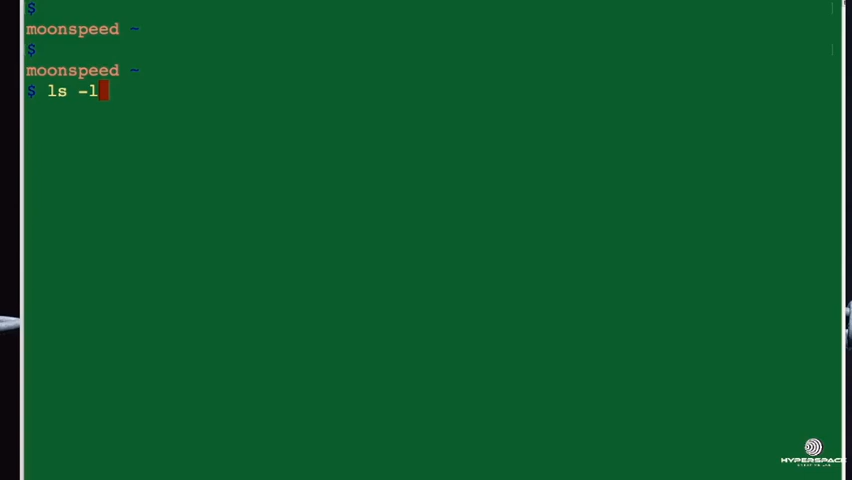 $
moonspeed ~
$
moonspeed ~
$ ls -l
HYPERSPACE